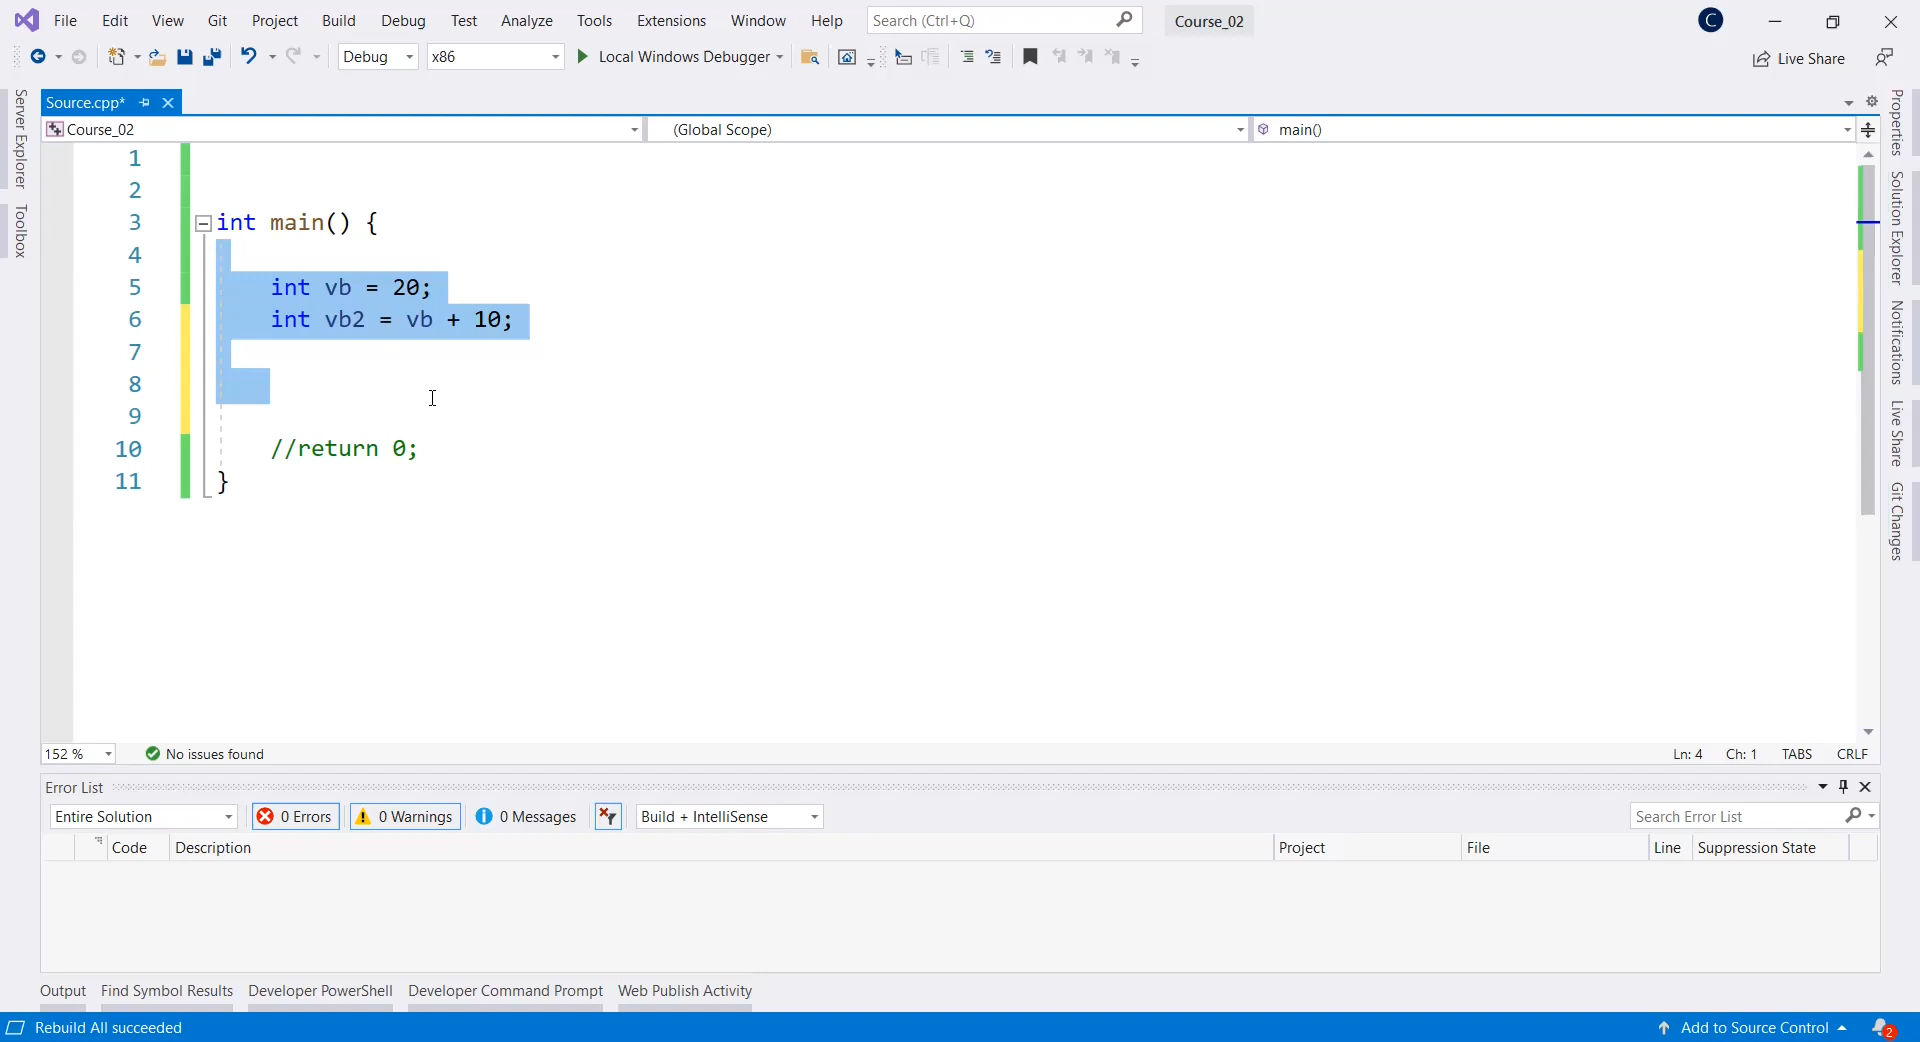 File Edit View Git Project Build Debug Test Analyze Tools Extensions Window Help Search (Ctrl+Q) Course_02 C
Debug x86 Local Windows Debugger Live Share
Source.cpp*
Course_02 (Global Scope) main()
Server Explorer
Toolbox
Properties
Solution Explorer
Notifications
Live Share
Git Changes
1
2
3 int main() {
4
5 int vb = 20;
6 int vb2 = vb + 10;
7
8
9
10 //return 0;
11 }
152 % No issues found Ln: 4 Ch: 1 TABS CRLF
Error List
Entire Solution 0 Errors 0 Warnings 0 Messages Build + IntelliSense Search Error List
Code Description Project File Line Suppression State
Output Find Symbol Results Developer PowerShell Developer Command Prompt Web Publish Activity
Rebuild All succeeded Add to Source Control 2